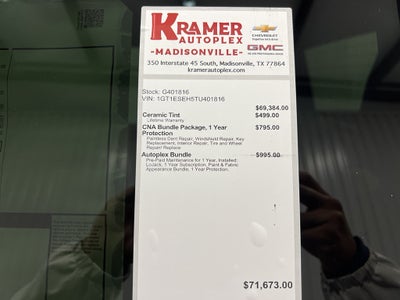 KRAMER
AUTOPLEX
-MADISONVILLE-
CHEVROLET
GMC
350 Interstate 45 South, Madisonville, TX 77864
kramerautoplex.com
Stock: G401816
VIN: 1GT1ESEH5TU401816
$69,384.00
Ceramic Tint $499.00
Lifetime Warranty
CNA Bundle Package, 1 Year $795.00
Protection
Paintless Dent Repair, Windshield Repair, Key
Replacement, Interior Repair, Tire and Wheel
Repair/ Replace
Autoplex Bundle $995.00
Pre-Paid Maintenance for 1 Year, Installed
LoJack, 1 Year Subscription, Paint & Fabric
Appearance Bundle, 1 Year Protection.
$71,673.00